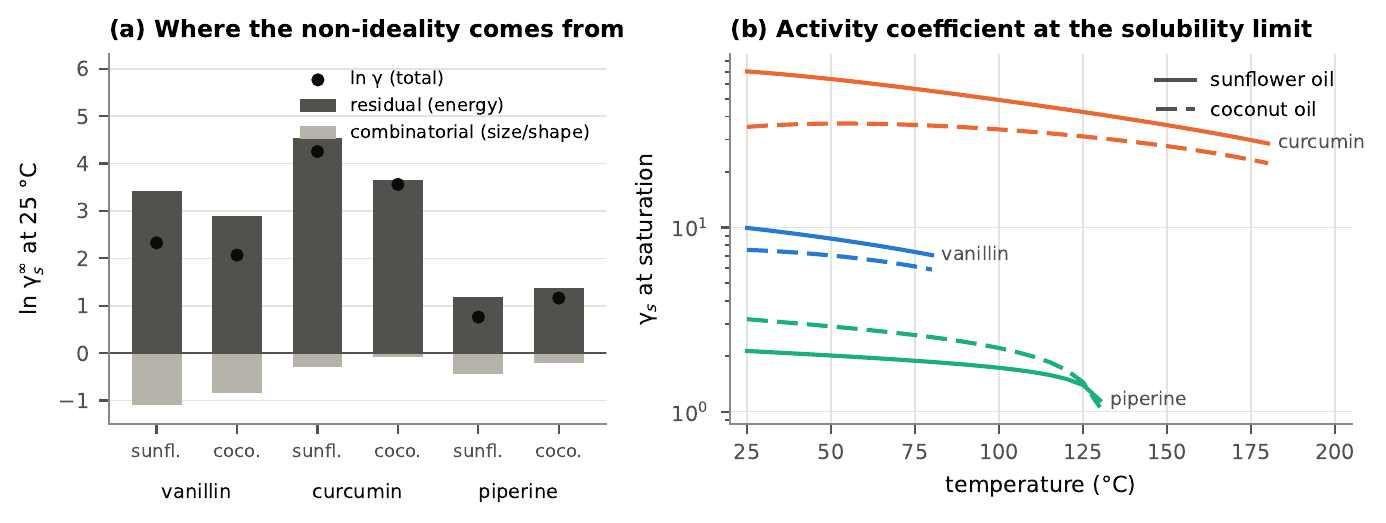 (a) Where the non-ideality comes from
ln γₛ^∞ at 25 °C
6
5
4
3
2
1
0
−1
ln γ (total)
residual (energy)
combinatorial (size/shape)
sunfl. coco. sunfl. coco. sunfl. coco.
vanillin curcumin piperine
(b) Activity coefficient at the solubility limit
γₛ at saturation
10¹
10⁰
sunflower oil
coconut oil
curcumin
vanillin
piperine
25 50 75 100 125 150 175 200
temperature (°C)